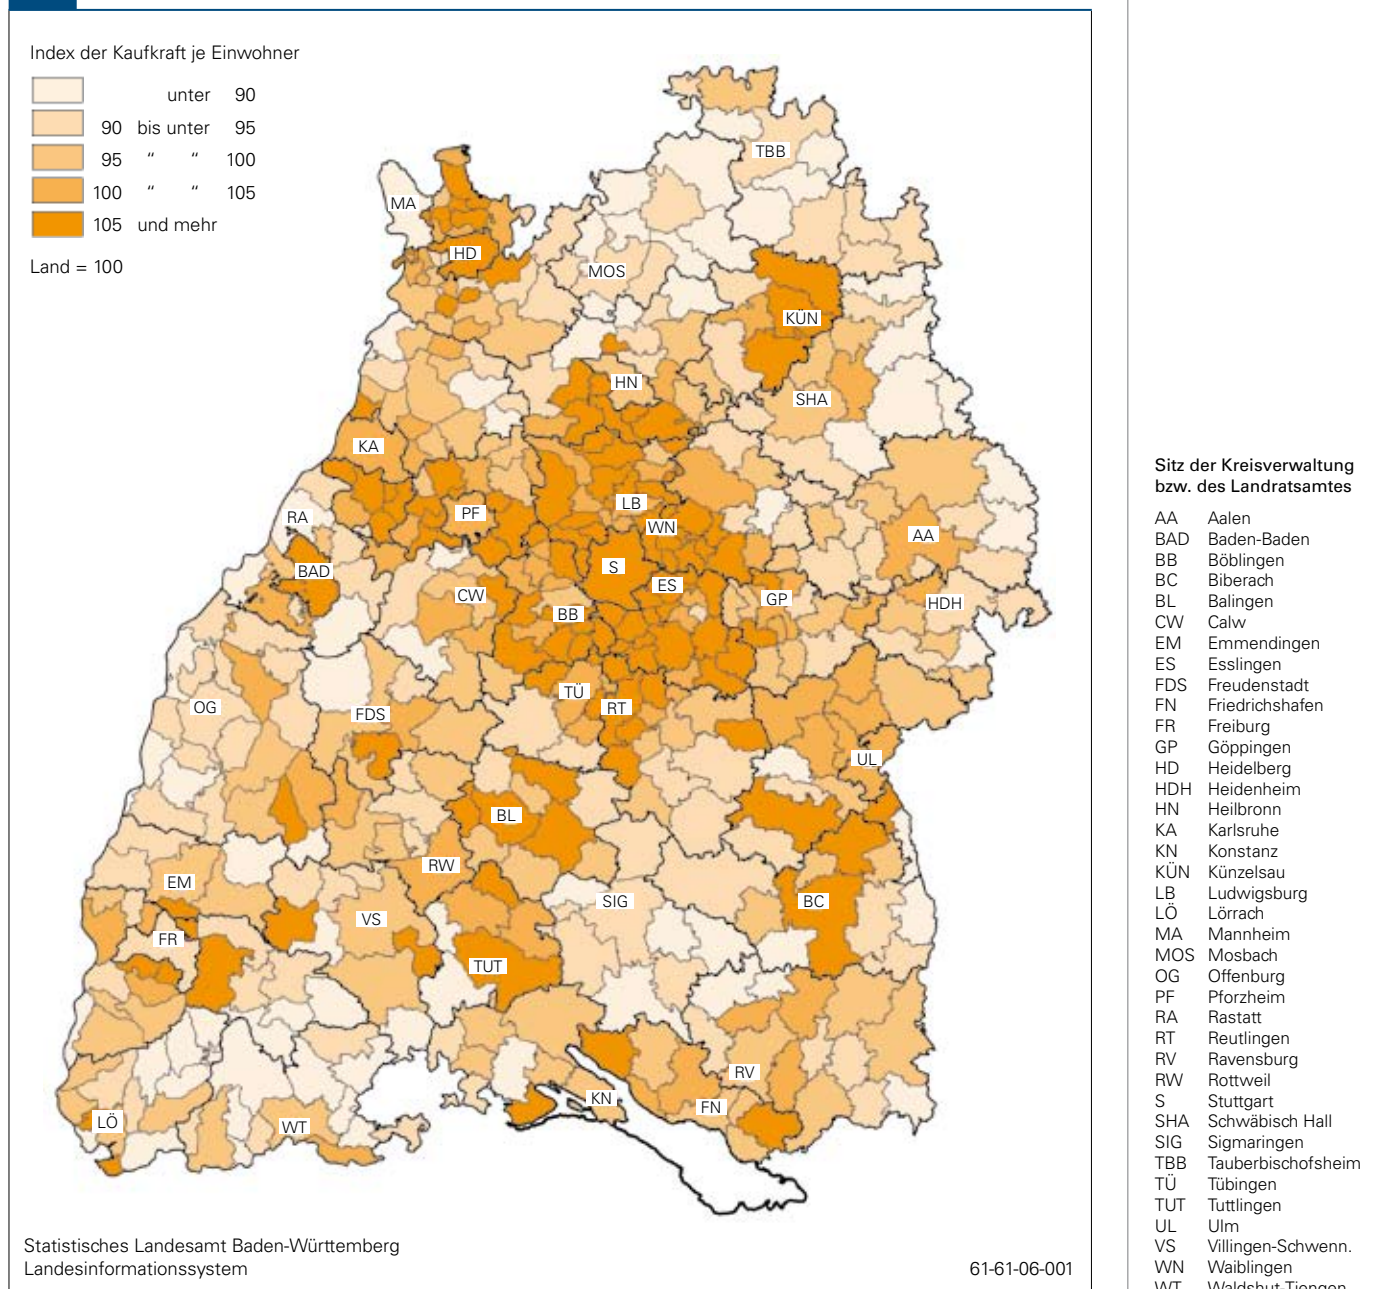 Index der Kaufkraft je Einwohner
unter 90
90 bis unter 95
95 “ “ 100
100 “ “ 105
105 und mehr
Land = 100
TBB
MA
HD
MOS
KÜN
HN
SHA
KA
LB
PF
RA
WN
AA
S
BAD
ES
CW
GP
HDH
BB
TÜ
OG
RT
FDS
UL
BL
RW
EM
SIG
BC
VS
FR
TUT
RV
KN
FN
LÖ
WT
Statistisches Landesamt Baden-Württemberg
Landesinformationssystem
61-61-06-001
Sitz der Kreisverwaltung
bzw. des Landratsamtes
AA Aalen
BAD Baden-Baden
BB Böblingen
BC Biberach
BL Balingen
CW Calw
EM Emmendingen
ES Esslingen
FDS Freudenstadt
FN Friedrichshafen
FR Freiburg
GP Göppingen
HD Heidelberg
HDH Heidenheim
HN Heilbronn
KA Karlsruhe
KN Konstanz
KÜN Künzelsau
LB Ludwigsburg
LÖ Lörrach
MA Mannheim
MOS Mosbach
OG Offenburg
PF Pforzheim
RA Rastatt
RT Reutlingen
RV Ravensburg
RW Rottweil
S Stuttgart
SHA Schwäbisch Hall
SIG Sigmaringen
TBB Tauberbischofsheim
TÜ Tübingen
TUT Tuttlingen
UL Ulm
VS Villingen-Schwenn.
WN Waiblingen
WT Waldshut-Tiengen